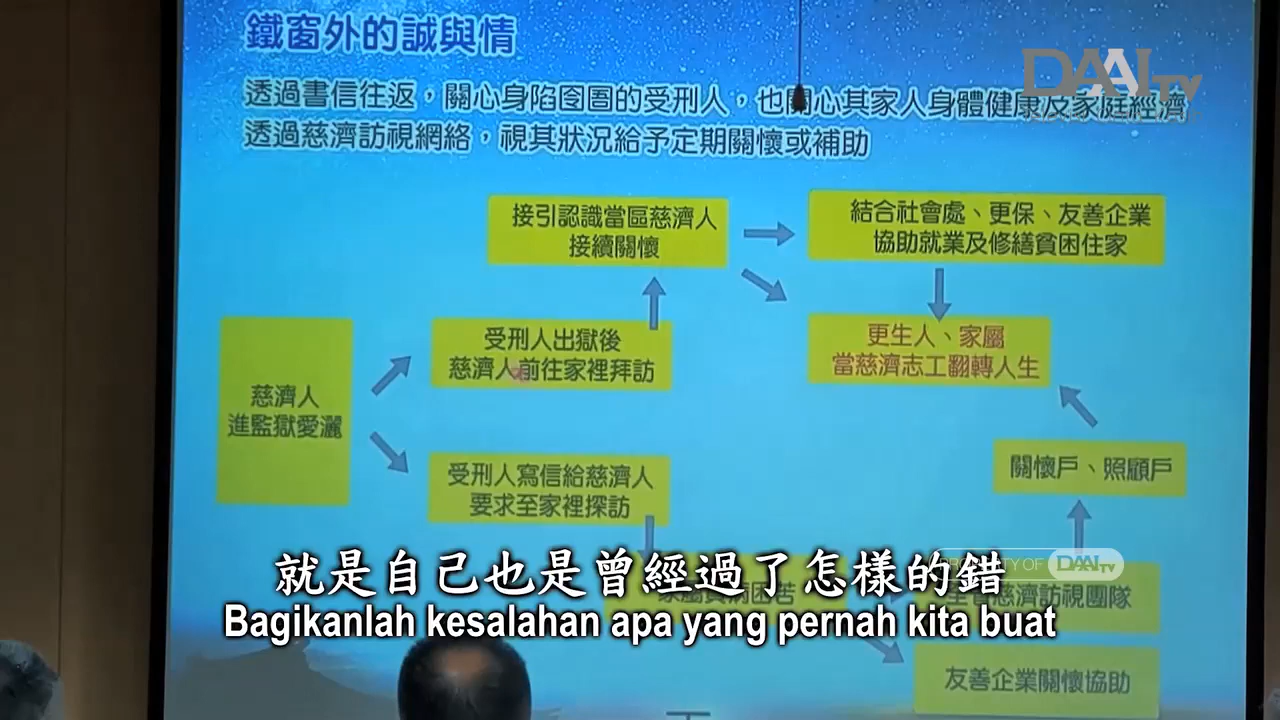 鐵窗外的誠與情
DAAI TV
透過書信往返，關心身陷囹圄的受刑人，也關心其家人身體健康及家庭經濟
透過慈濟訪視網絡，視其狀況給予定期關懷或補助
接引認識當區慈濟人
接續關懷
結合社會處、更保、友善企業
協助就業及修繕貧困住家
受刑人出獄後
慈濟人前往家裡拜訪
更生人、家屬
當慈濟志工翻轉人生
慈濟人
進監獄愛灑
受刑人寫信給慈濟人
要求至家裡探訪
關懷戶、照顧戶
PROPERTY OF DAAI TV
慈濟訪視團隊
友善企業關懷協助
就是自己也是曾經過了怎樣的錯
Bagikanlah kesalahan apa yang pernah kita buat